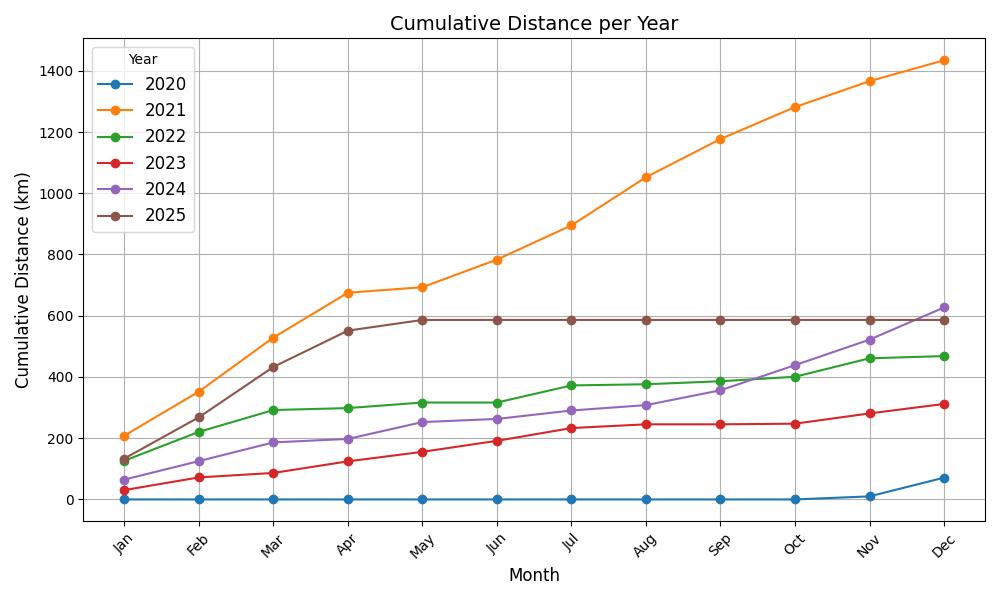 Cumulative Distance per Year
Year
2020
2021
2022
2023
2024
2025
Cumulative Distance (km)
1400
1200
1000
800
600
400
200
0
Jan
Feb
Mar
Apr
May
Jun
Jul
Aug
Sep
Oct
Nov
Dec
Month